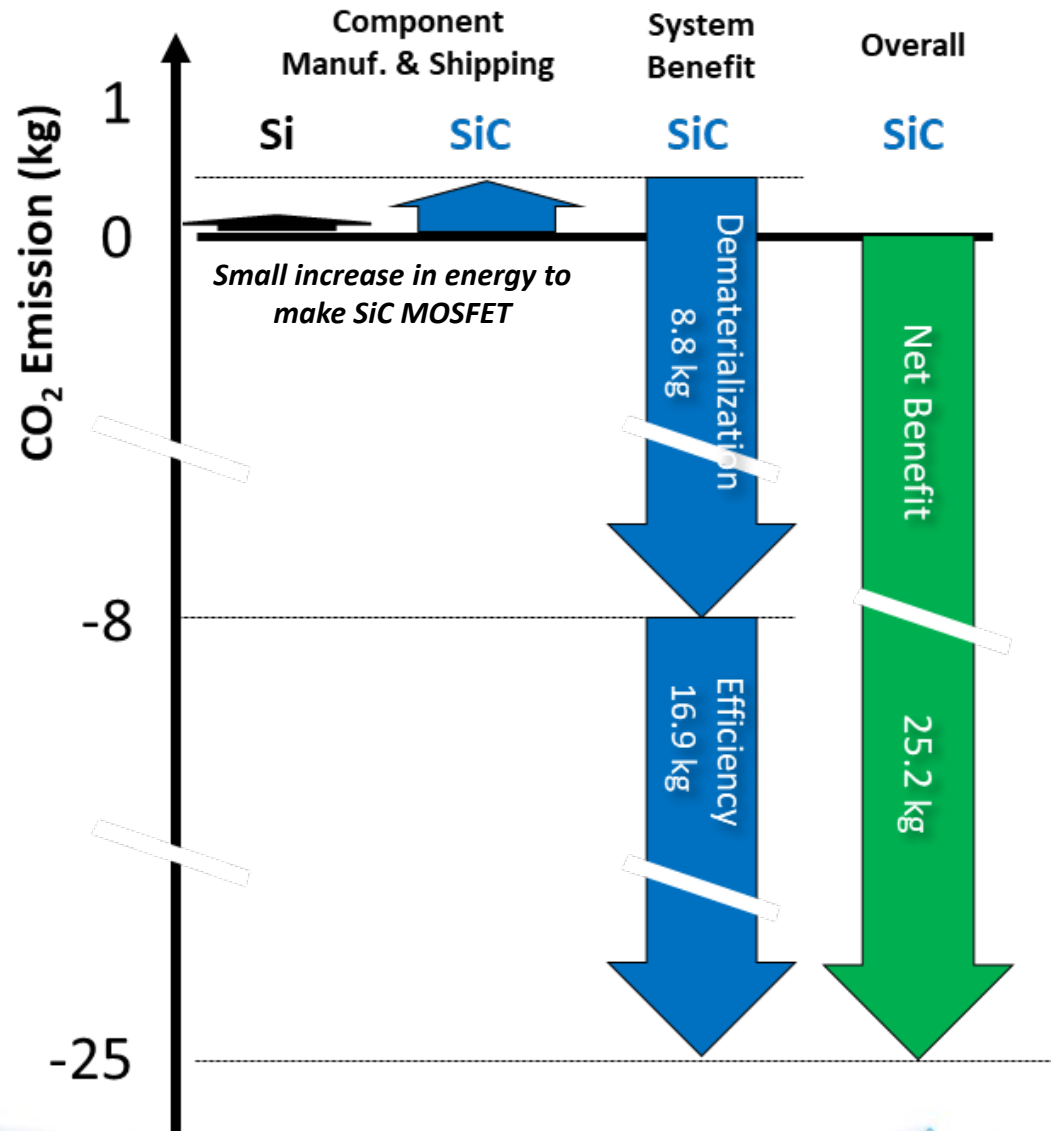 Component
Manuf. & Shipping
System
Benefit
Overall
Si
SiC
SiC
SiC
CO₂ Emission (kg)
1
0
-8
-25
Small increase in energy to
make SiC MOSFET
Dematerialization
8.8 kg
Efficiency
16.9 kg
Net Benefit
25.2 kg